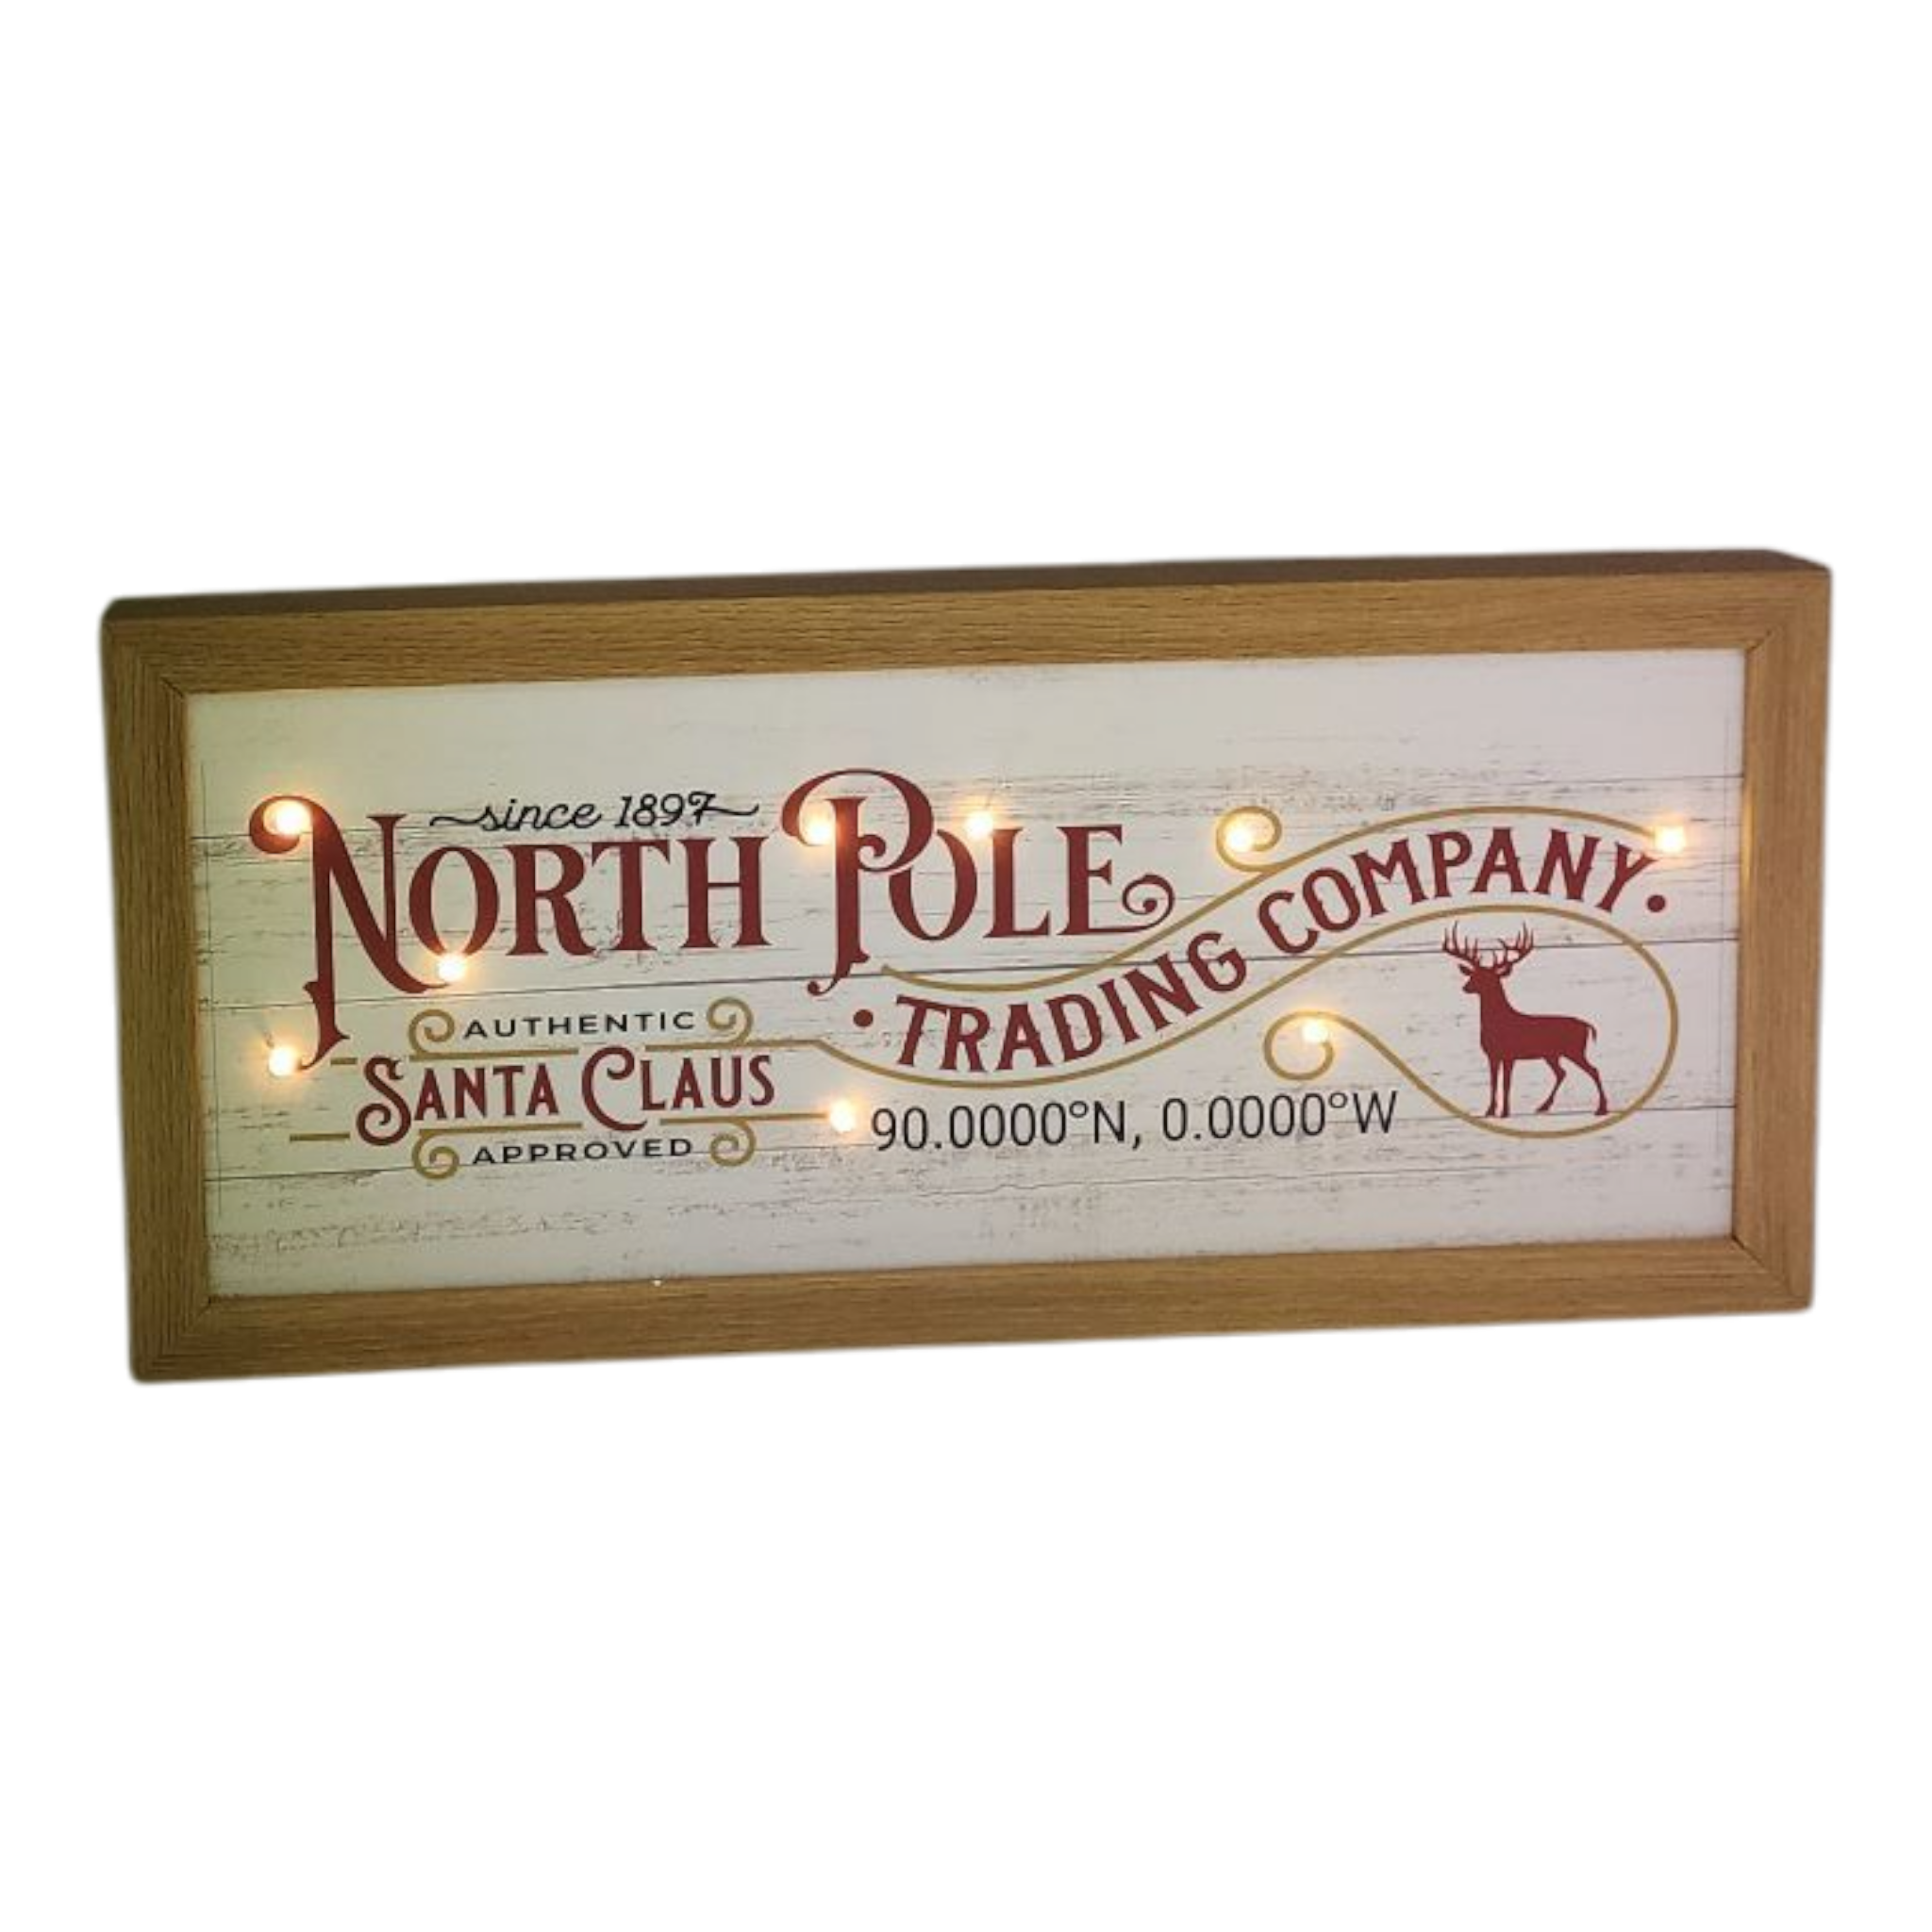 since 1897
NORTH POLE
• TRADING COMPANY •
AUTHENTIC
SANTA CLAUS
APPROVED
90.0000°N, 0.0000°W